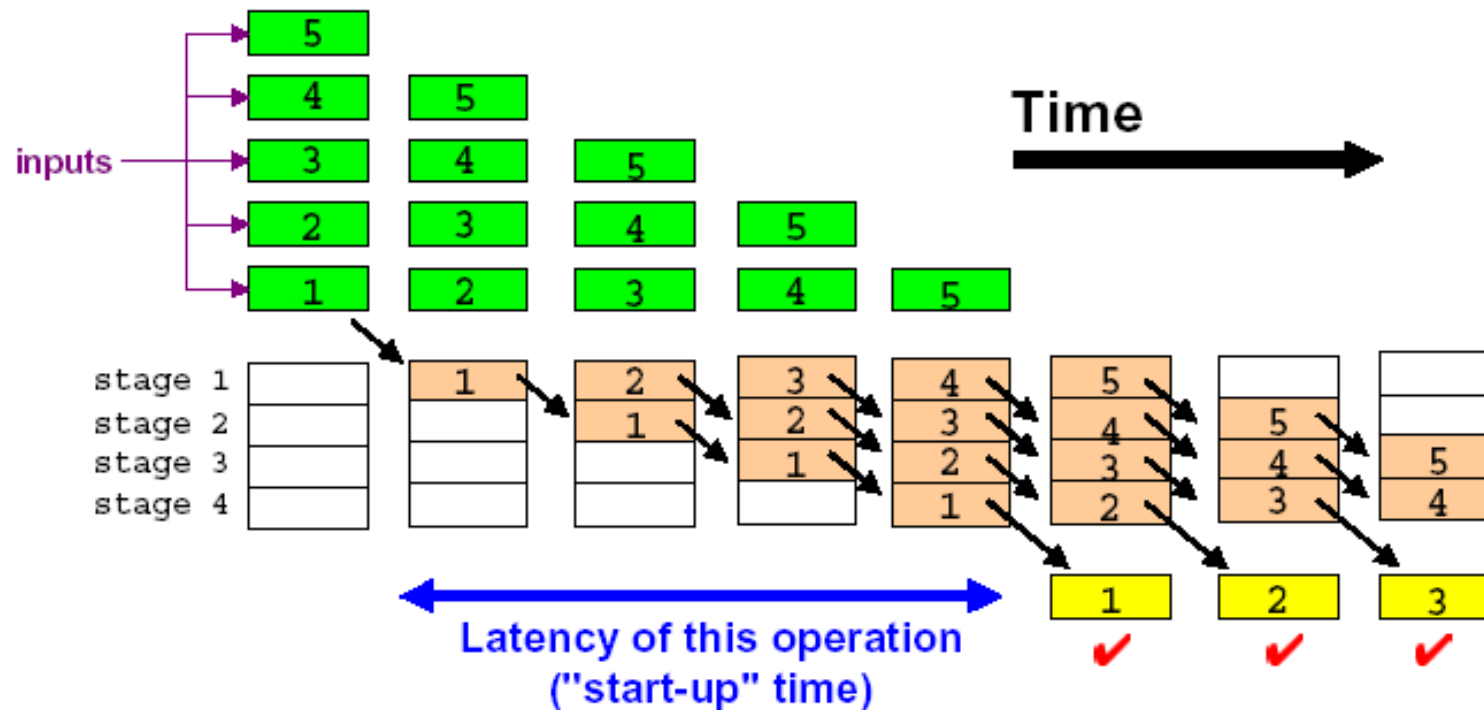 5
4 5
Time
3 4 5
inputs
2 3 4 5
1 2 3 4 5
stage 1 1 2 3 4 5
stage 2 1 2 3 4 5
stage 3 1 2 3 4 5
stage 4 1 2 3 4
1 2 3
Latency of this operation
("start-up" time)